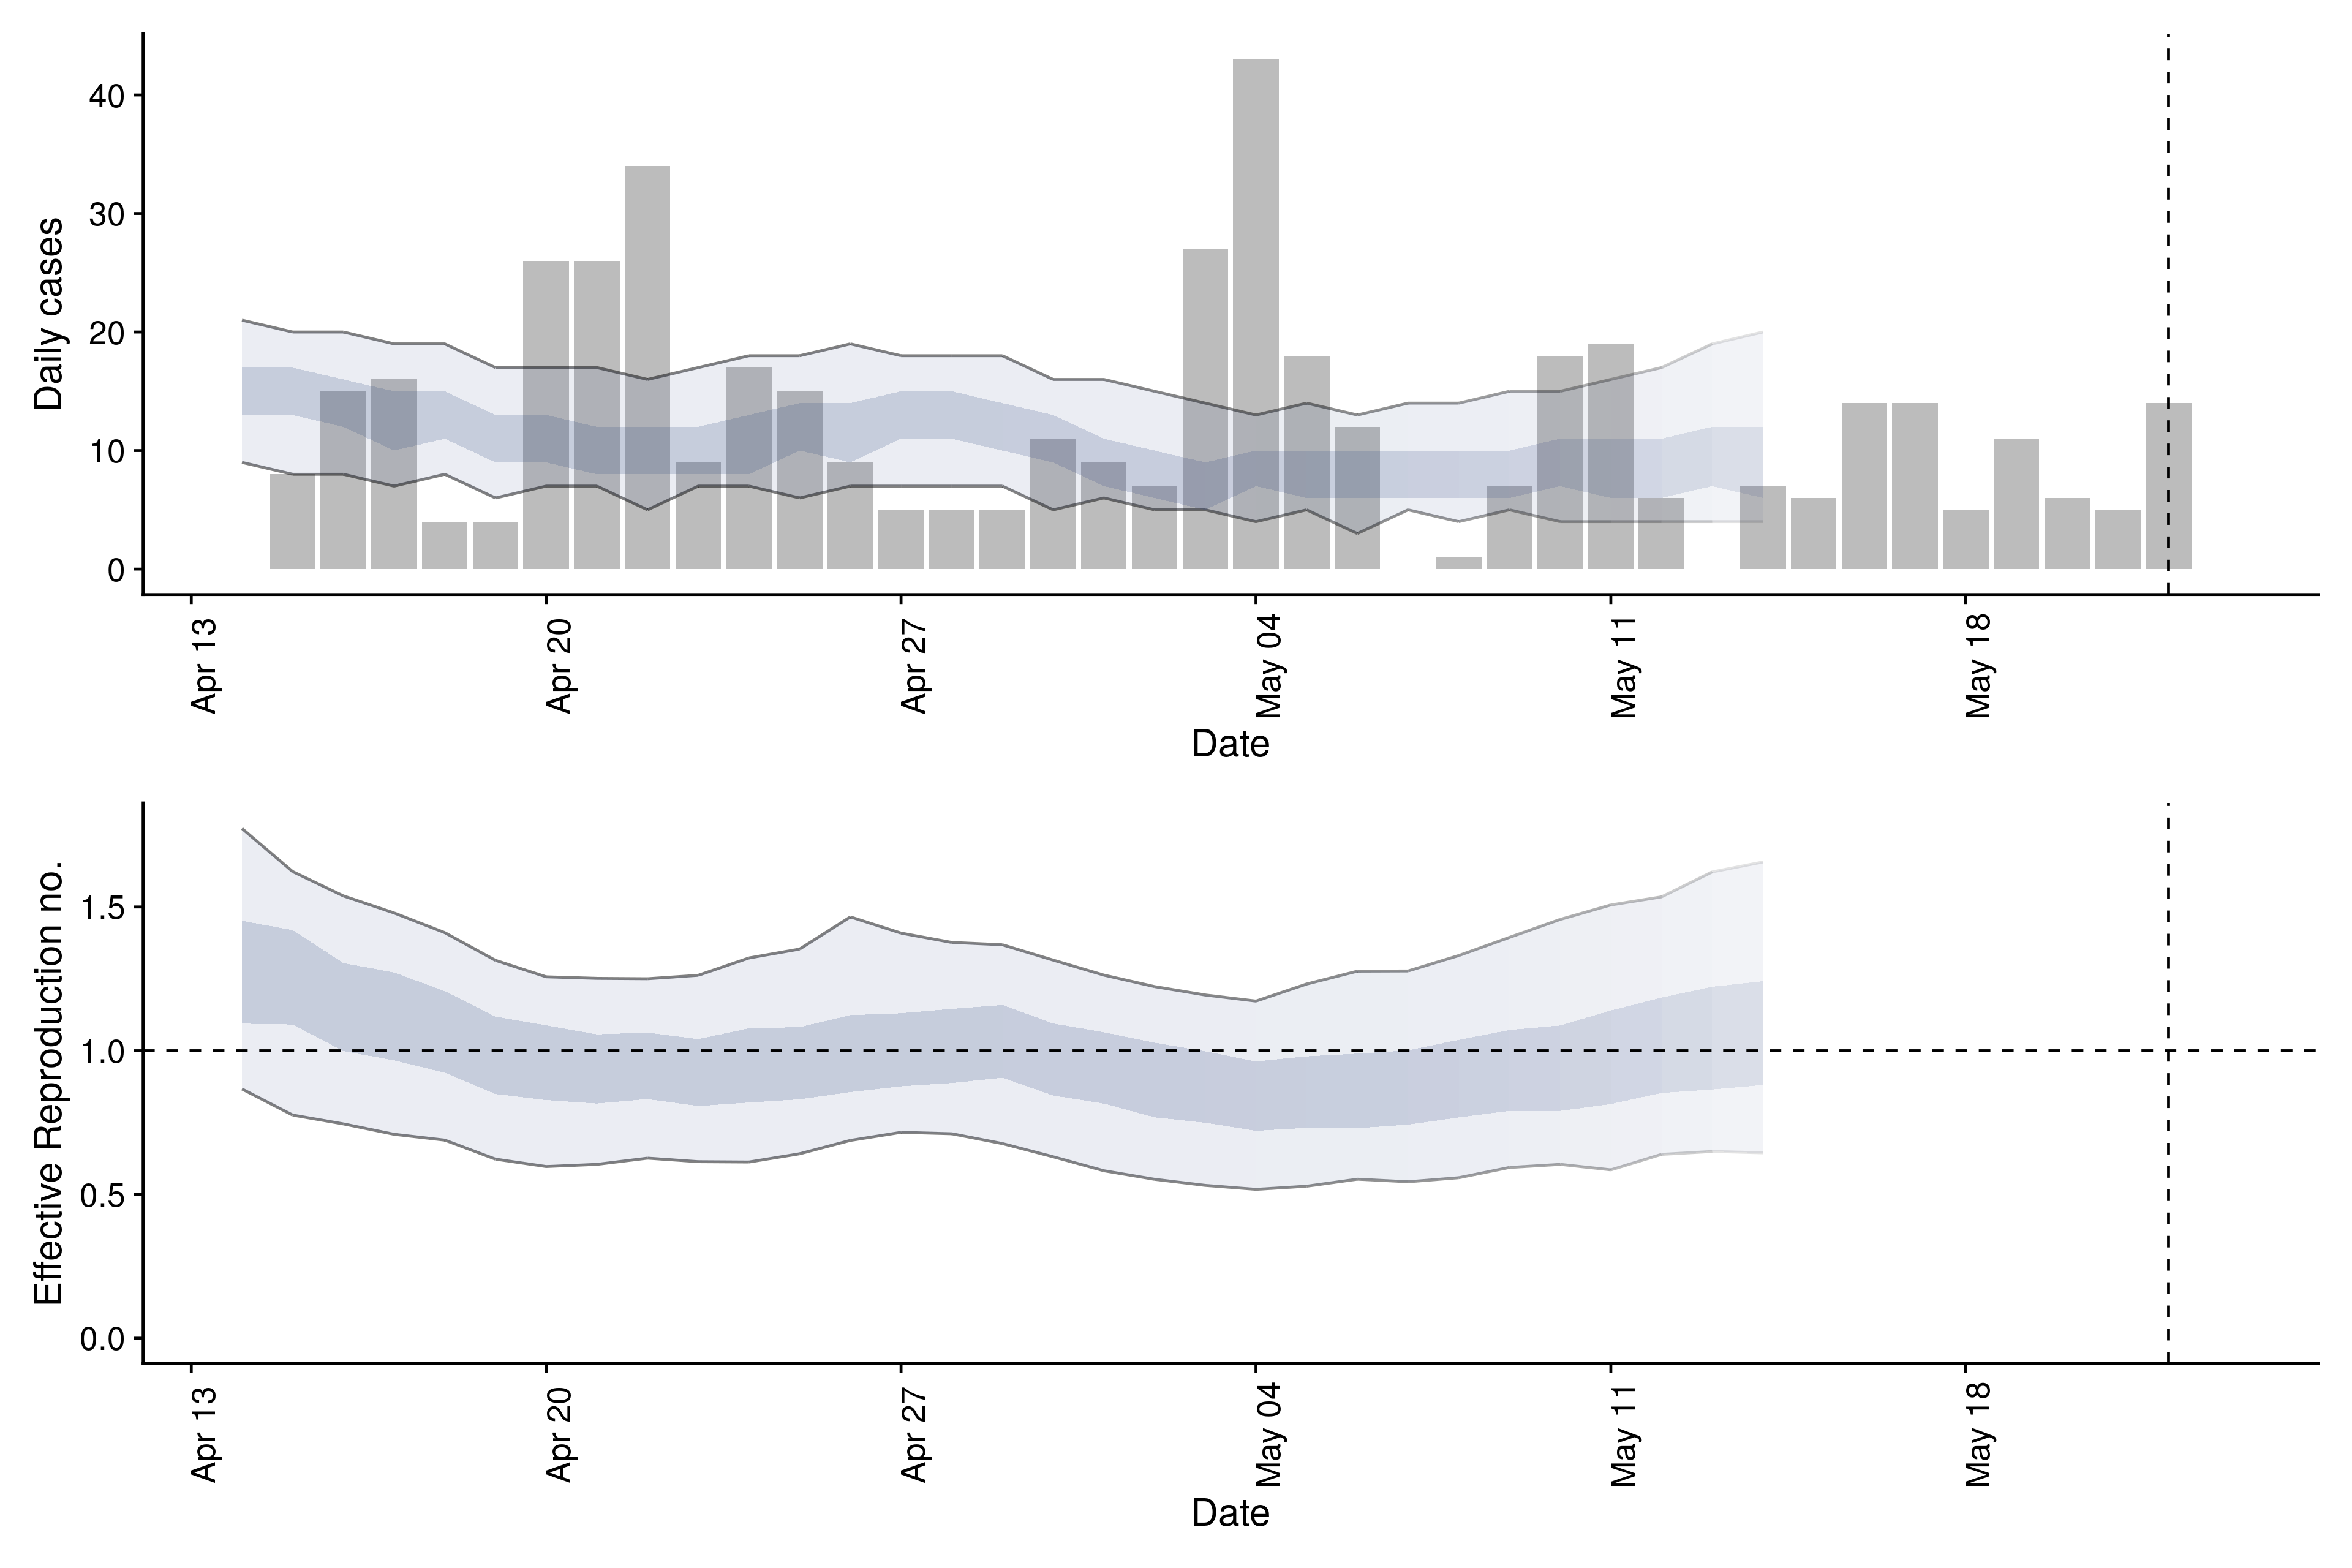 Daily cases
40
30
20
10
0
Apr 13
Apr 20
Apr 27
May 04
May 11
May 18
Date
Effective Reproduction no.
1.5
1.0
0.5
0.0
Apr 13
Apr 20
Apr 27
May 04
May 11
May 18
Date